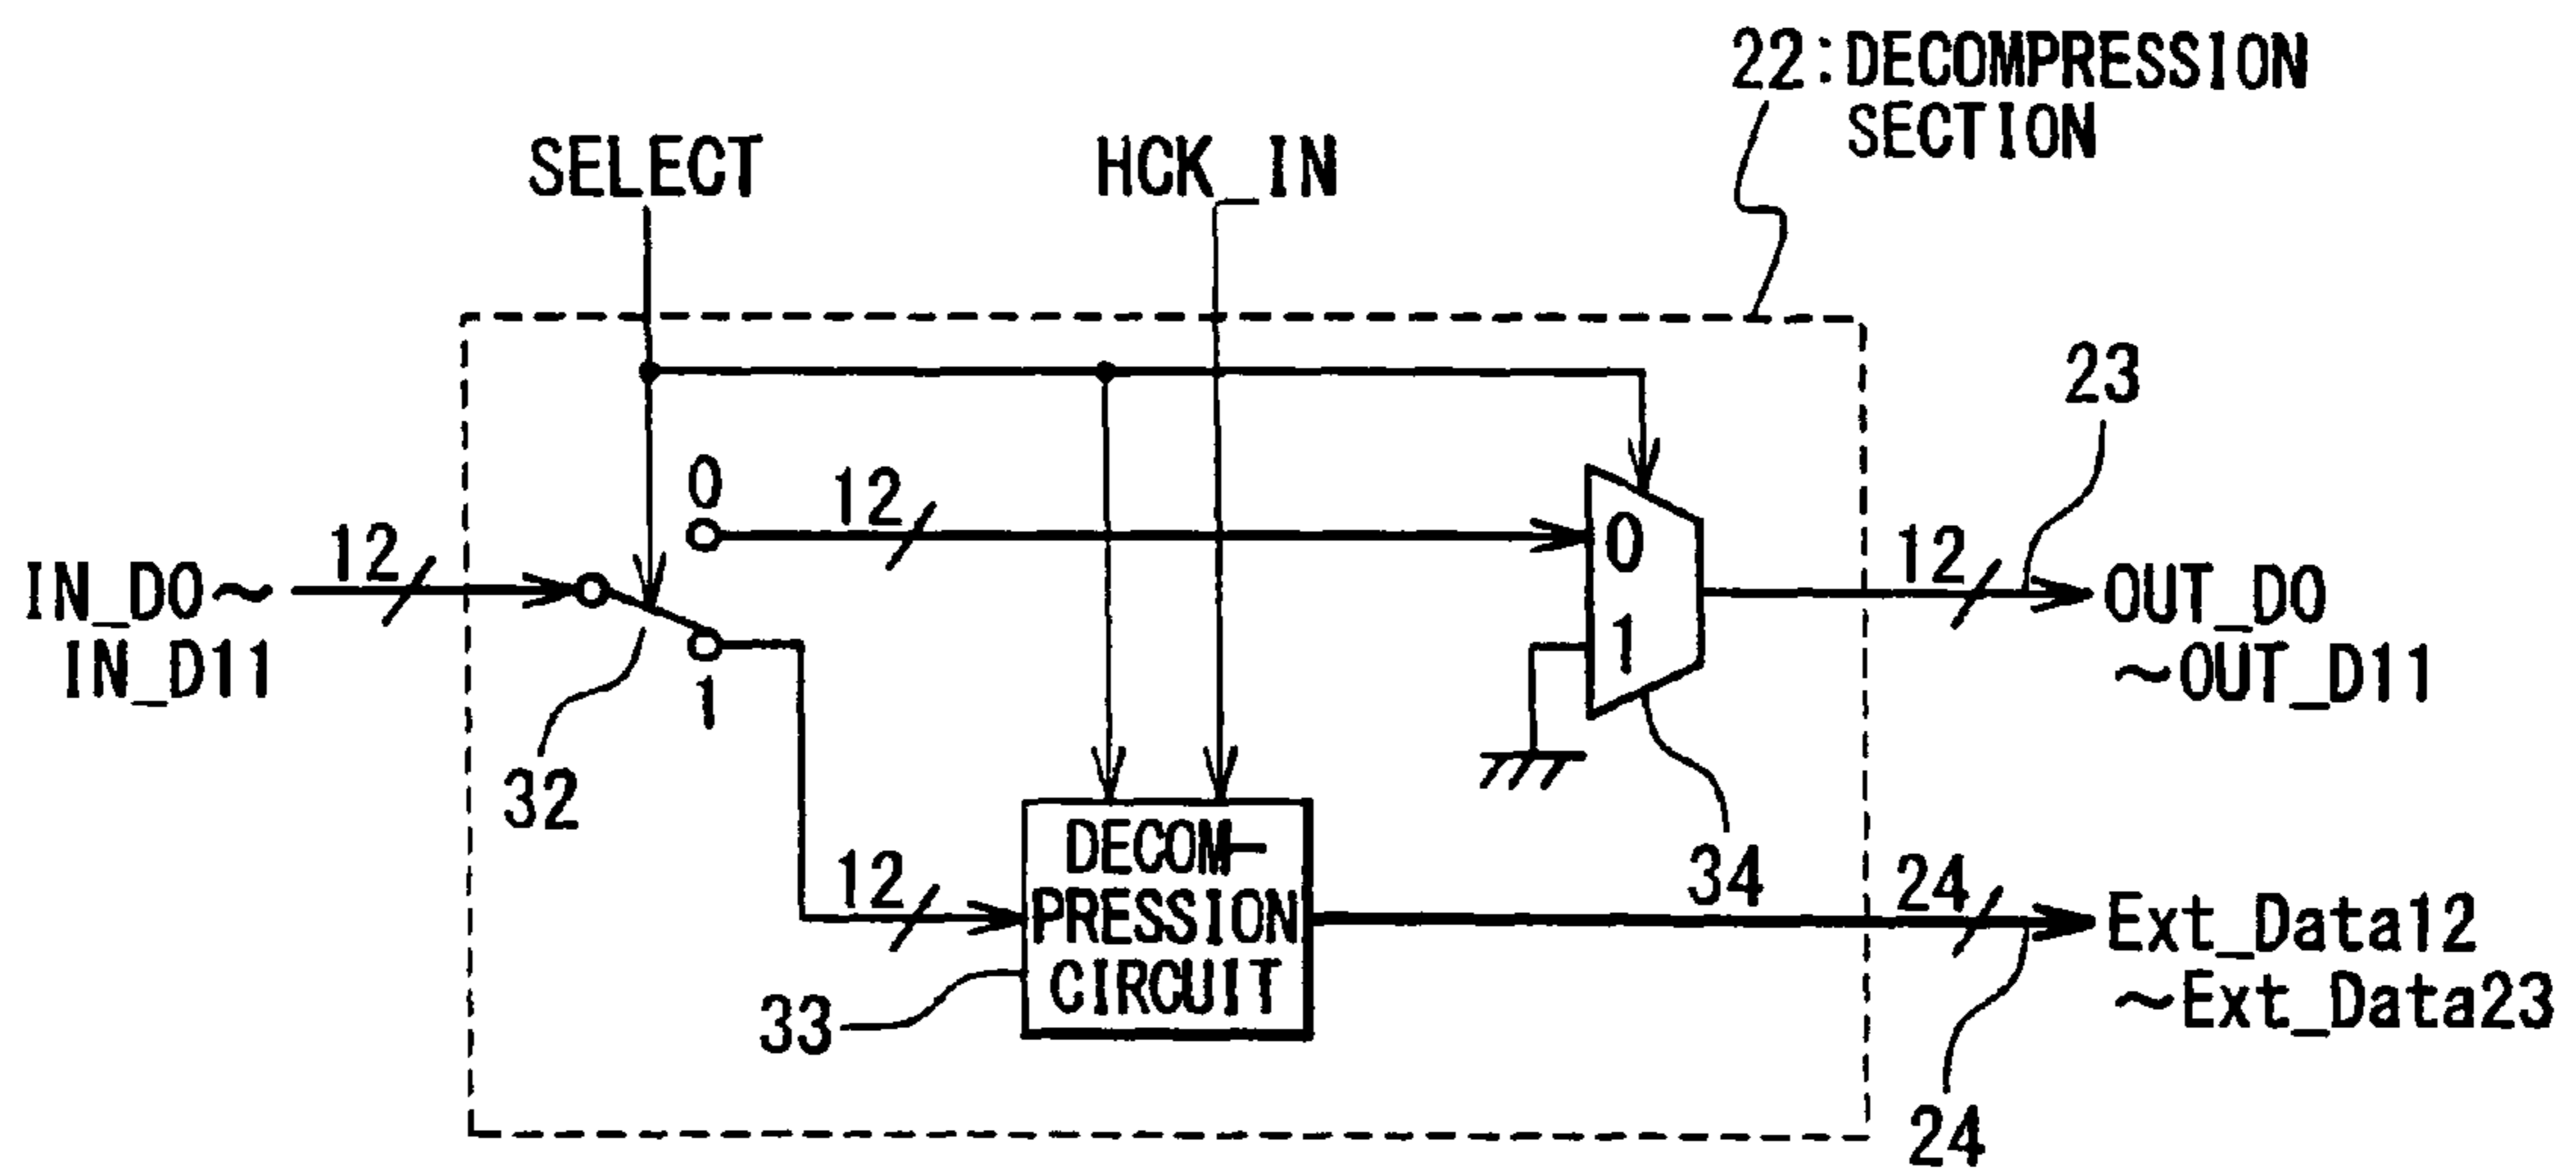 22:DECOMPRESSION
SECTION
SELECT
HCK_IN
23
0
12
12
0
12
IN_D0~
IN_D11
OUT_D0
~OUT_D11
1
1
32
12
DECOM-
PRESSION
CIRCUIT
34
24
Ext_Data12
~Ext_Data23
33
24